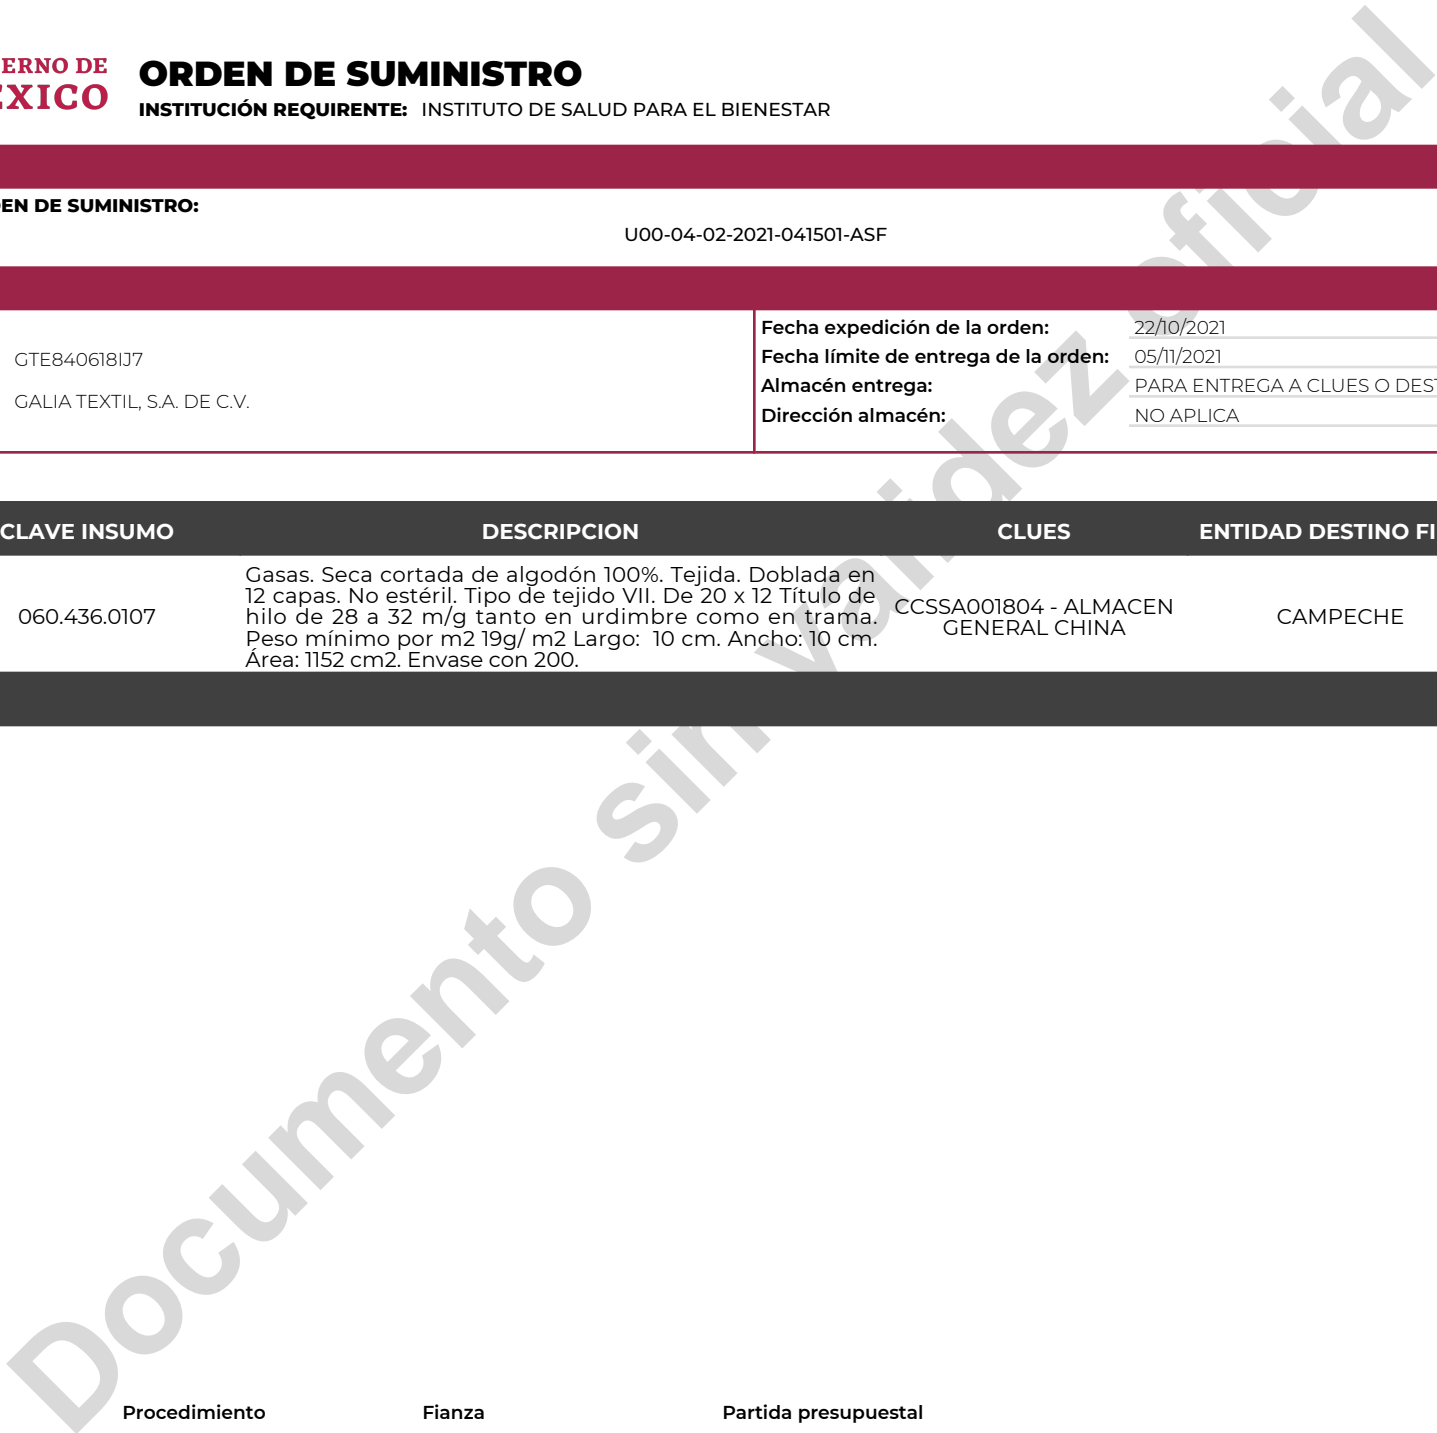 ERNO DE
EXICO
ORDEN DE SUMINISTRO
INSTITUCIÓN REQUIRENTE: INSTITUTO DE SALUD PARA EL BIENESTAR
EN DE SUMINISTRO:
U00-04-02-2021-041501-ASF
GTE840618IJ7
GALIA TEXTIL, S.A. DE C.V.
Fecha expedición de la orden: 22/10/2021
Fecha límite de entrega de la orden: 05/11/2021
Almacén entrega: PARA ENTREGA A CLUES O DEST
Dirección almacén: NO APLICA
CLAVE INSUMO DESCRIPCION CLUES ENTIDAD DESTINO FI
060.436.0107
Gasas. Seca cortada de algodón 100%. Tejida. Doblada en
12 capas. No estéril. Tipo de tejido VII. De 20 x 12 Título de
hilo de 28 a 32 m/g tanto en urdimbre como en trama.
Peso mínimo por m2 19g/ m2 Largo: 10 cm. Ancho: 10 cm.
Área: 1152 cm2. Envase con 200.
CCSSA001804 - ALMACEN
GENERAL CHINA
CAMPECHE
Documento sin validez oficial
Procedimiento Fianza Partida presupuestal